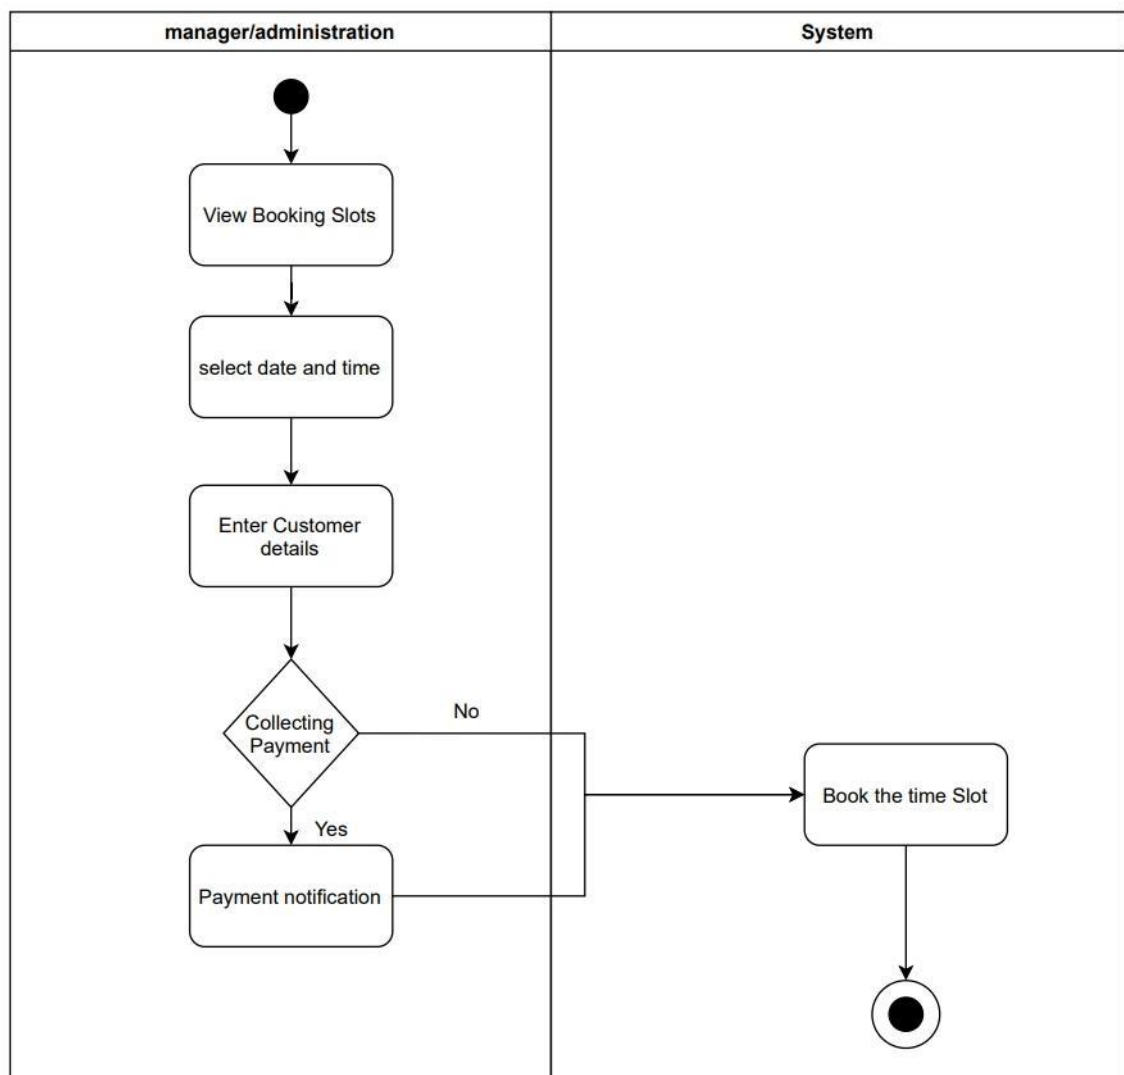 manager/administration
System
View Booking Slots
select date and time
Enter Customer
details
Collecting
Payment
No
Yes
Book the time Slot
Payment notification